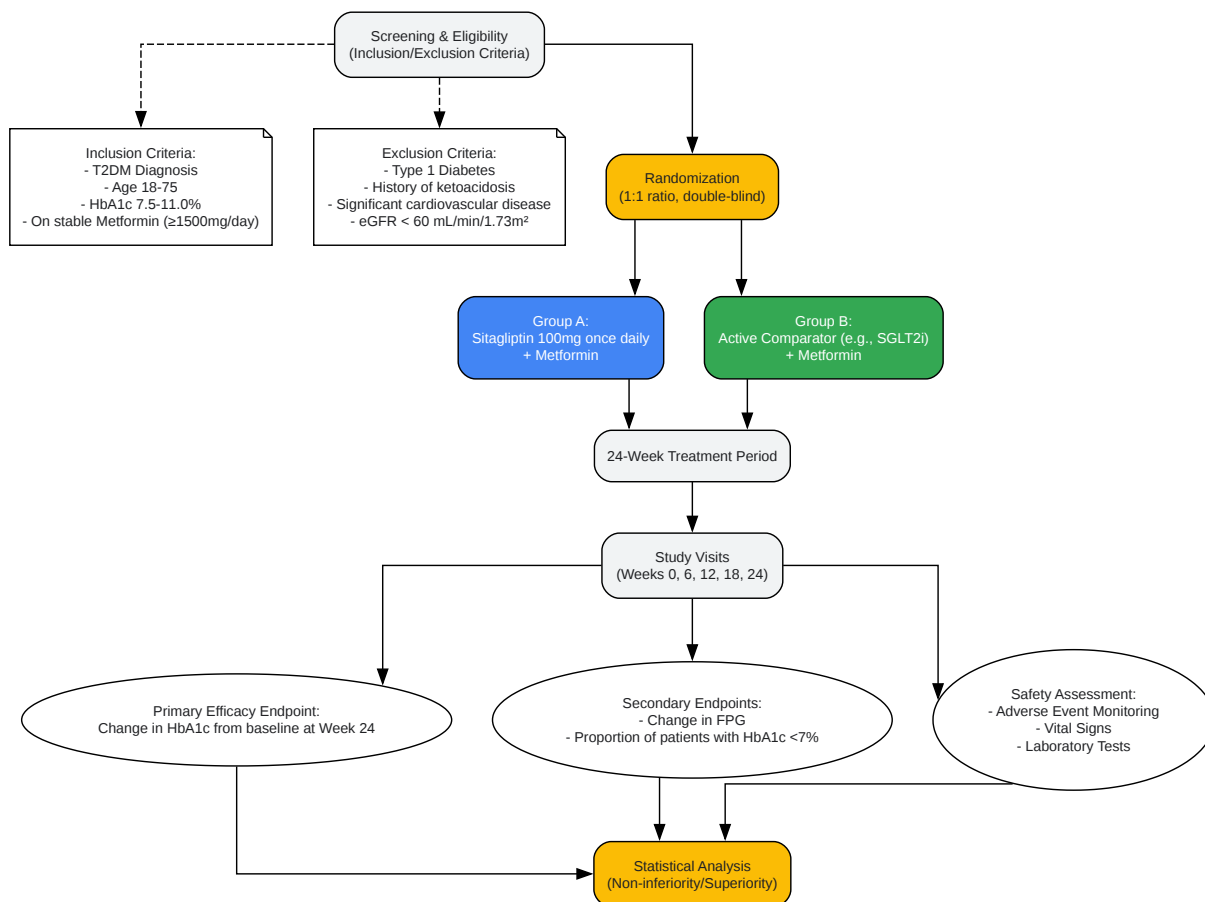 Screening & Eligibility
(Inclusion/Exclusion Criteria)
Inclusion Criteria:
- T2DM Diagnosis
- Age 18-75
- HbA1c 7.5-11.0%
- On stable Metformin (≥1500mg/day)
Exclusion Criteria:
- Type 1 Diabetes
- History of ketoacidosis
- Significant cardiovascular disease
- eGFR < 60 mL/min/1.73m²
Randomization
(1:1 ratio, double-blind)
Group A:
Sitagliptin 100mg once daily
+ Metformin
Group B:
Active Comparator (e.g., SGLT2i)
+ Metformin
24-Week Treatment Period
Study Visits
(Weeks 0, 6, 12, 18, 24)
Primary Efficacy Endpoint:
Change in HbA1c from baseline at Week 24
Secondary Endpoints:
- Change in FPG
- Proportion of patients with HbA1c <7%
Safety Assessment:
- Adverse Event Monitoring
- Vital Signs
- Laboratory Tests
Statistical Analysis
(Non-inferiority/Superiority)